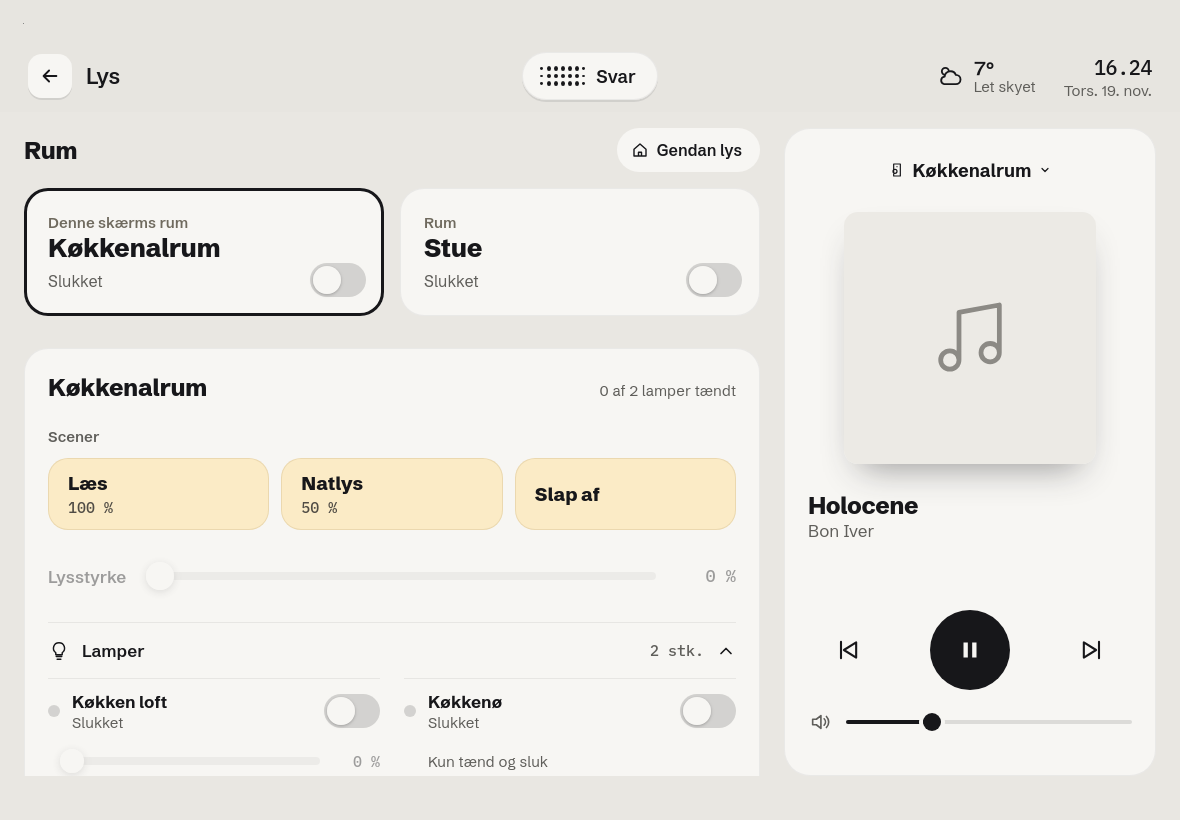 Lys
Svar
7°
Let skyet
16.24
Tors. 19. nov.
Rum
Gendan lys
Denne skærms rum
Køkkenalrum
Slukket
Rum
Stue
Slukket
Køkkenalrum
0 af 2 lamper tændt
Scener
Læs
100 %
Natlys
50 %
Slap af
Lysstyrke
0 %
Lamper
2 stk.
Køkken loft
Slukket
0 %
Køkkenø
Slukket
Kun tænd og sluk
Køkkenalrum
Holocene
Bon Iver